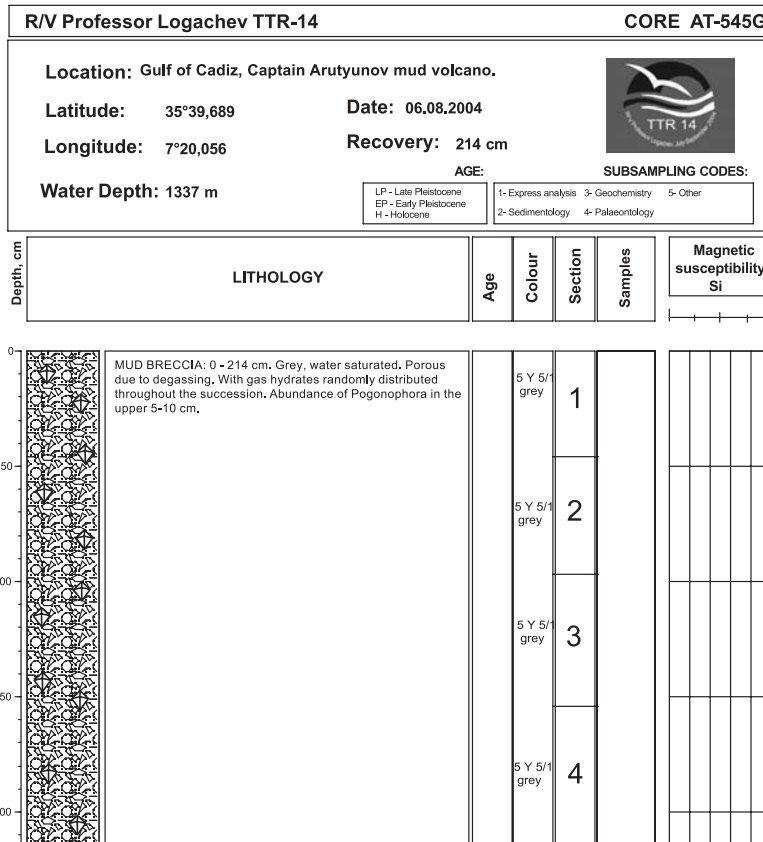 R/V Professor Logachev TTR-14
CORE AT-545G
Location: Gulf of Cadiz, Captain Arutyunov mud volcano.
Latitude: 35°39,689
Date: 06.08.2004
Longitude: 7°20,056
Recovery: 214 cm
Water Depth: 1337 m
TTR 14
AGE:
LP - Late Pleistocene
EP - Early Pleistocene
H - Holocene
SUBSAMPLING CODES:
1- Express analysis 3- Geochemistry 5- Other
2- Sedimentology 4- Palaeontology
Depth, cm
LITHOLOGY
Age
Colour
Section
Samples
Magnetic
susceptibility
Si
0
MUD BRECCIA: 0 - 214 cm. Grey, water saturated. Porous
due to degassing. With gas hydrates randomly distributed
throughout the succession. Abundance of Pogonophora in the
upper 5-10 cm.
5 Y 5/1
grey
1
50
5 Y 5/1
grey
2
00
5 Y 5/1
grey
3
50
5 Y 5/1
grey
4
00